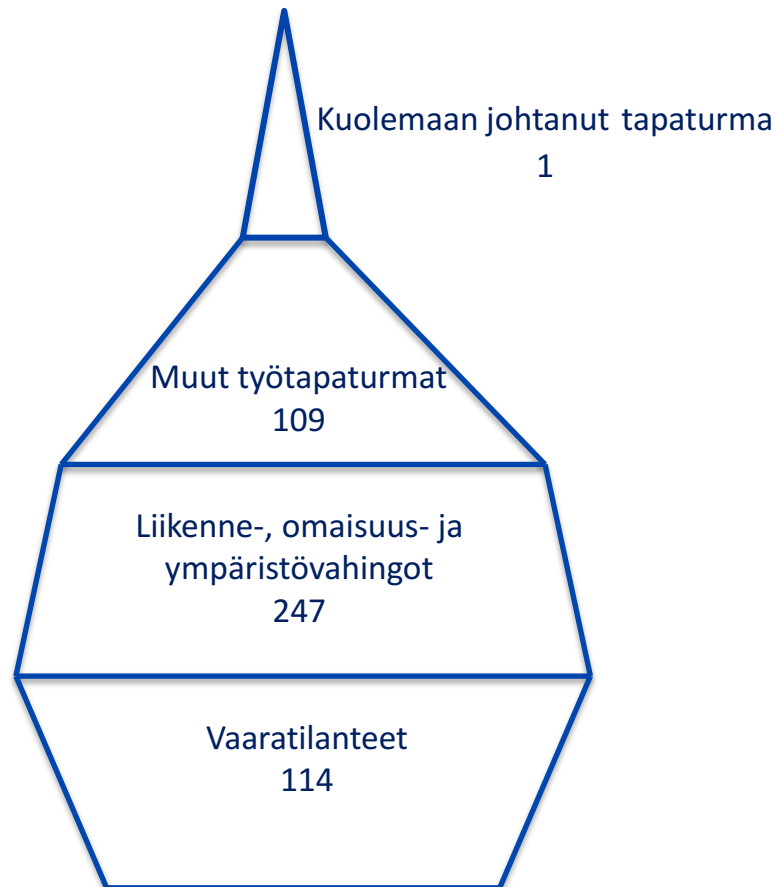 Kuolemaan johtanut tapaturma
1
Muut työtapaturmat
109
Liikenne-, omaisuus- ja
ympäristövahingot
247
Vaaratilanteet
114